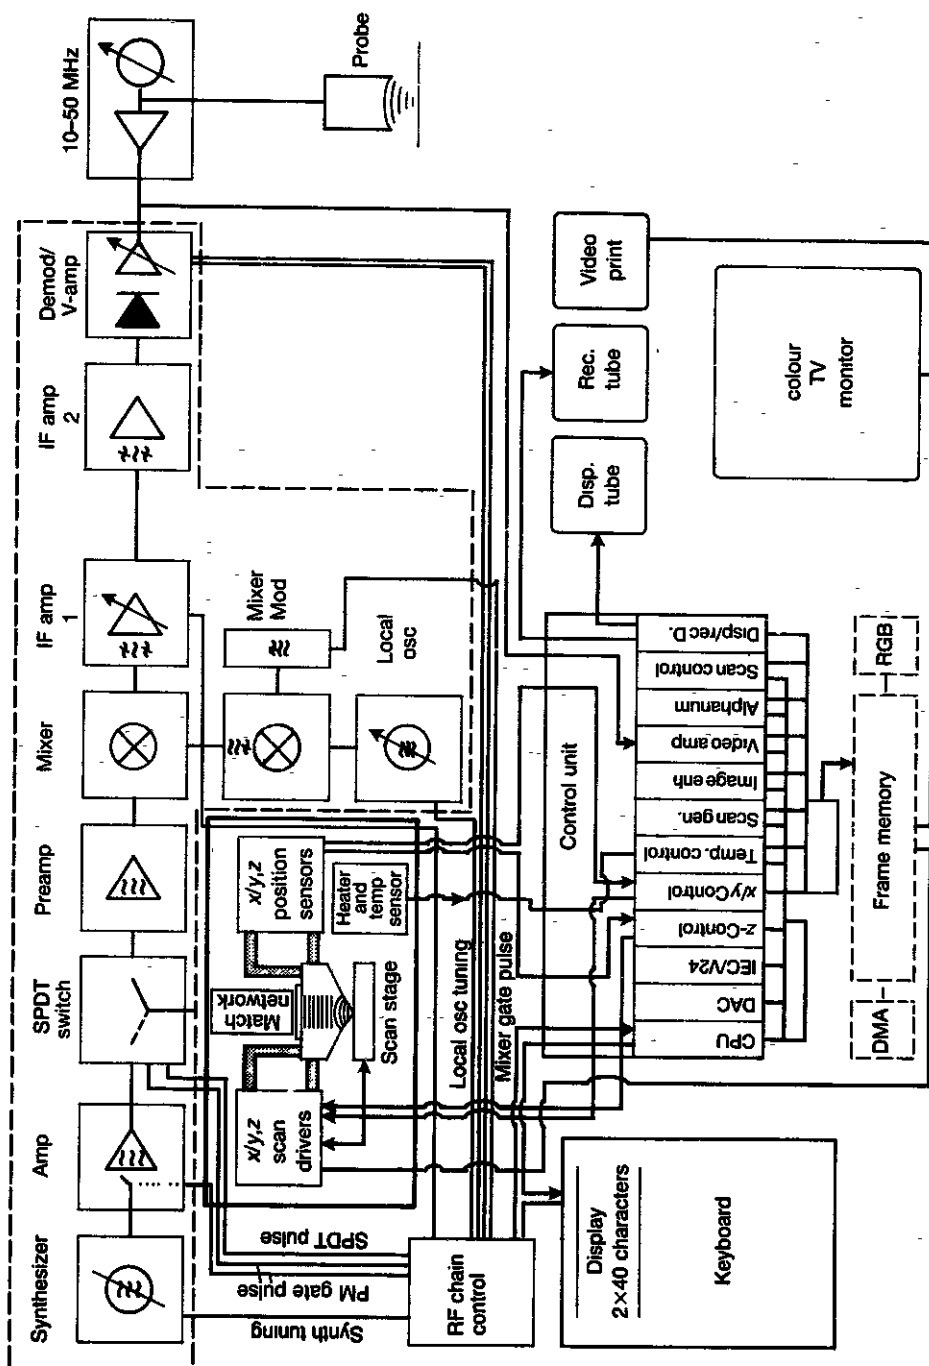 Synthesizer
Amp
SPDT
switch
Preamp
Mixer
IF amp
1
IF amp
2
Demod/
V-amp
10–50 MHz
Probe
Mixer
Mod
Local
osc
x/y,z
scan
drivers
Match
network
x/y,z
position
sensors
Heater
and
temp
sensor
Scan stage
SPDT pulse
PM gate pulse
Synth tuning
RF chain
control
Local osc tuning
Mixer gate pulse
Control unit
CPU
DAC
IEC/V24
z-Control
x/y/Control
Temp. control
Scan gen.
Image enh
Video amp
Alphanum
Scan control
Disp/rec D.
Disp.
tube
Rec.
tube
Video
print
colour
TV
monitor
Display
2×40 characters
Keyboard
DMA
Frame memory
RGB